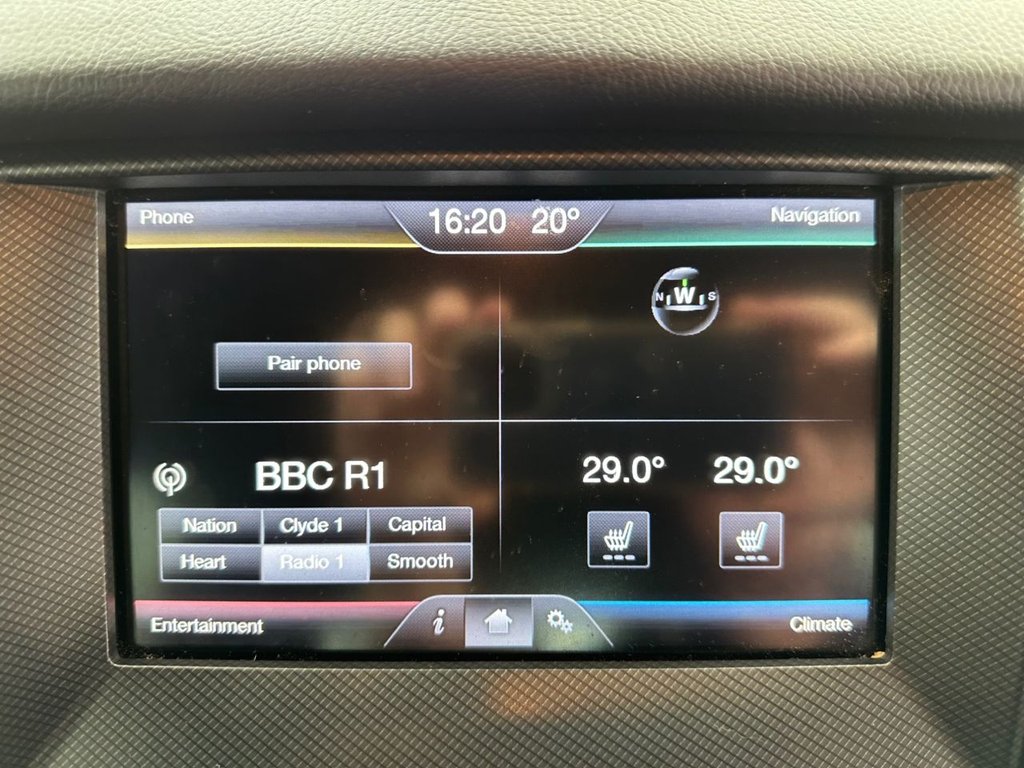 Phone 16:20 20° Navigation
N W S
Pair phone
BBC R1 29.0° 29.0°
Nation Clyde 1 Capital
Heart Radio 1 Smooth
Entertainment i Climate